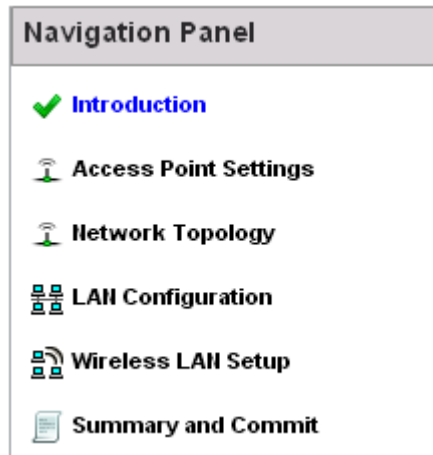 Navigation Panel
Introduction
Access Point Settings
Network Topology
LAN Configuration
Wireless LAN Setup
Summary and Commit